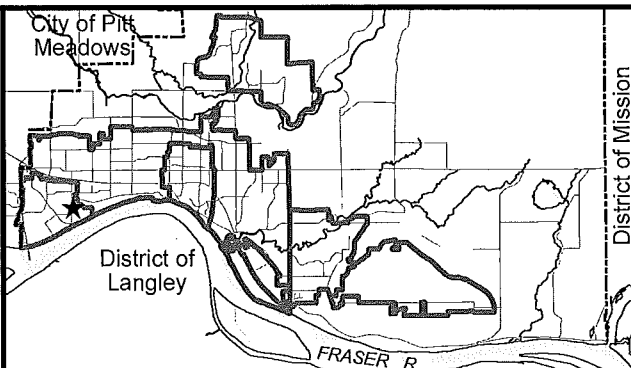 City of Pitt
Meadows
District of Mission
District of
Langley
FRASER R.